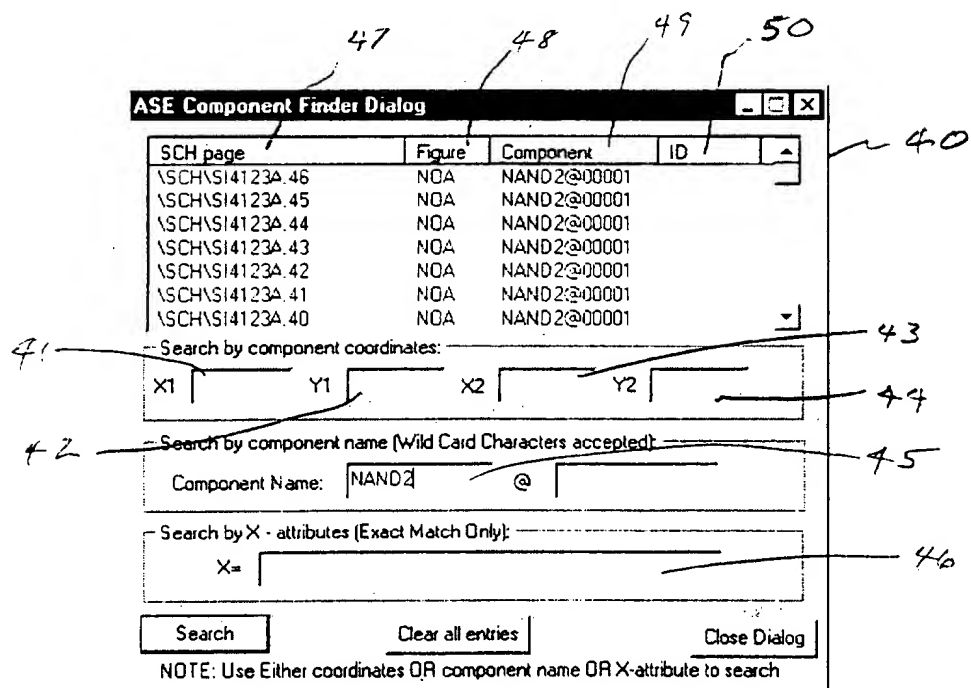 47 48 49 50
ASE Component Finder Dialog
40
SCH page Figure Component ID
\SCH\SI4123A.46 NOA NAND2@00001
\SCH\SI4123A.45 NOA NAND2@00001
\SCH\SI4123A.44 NOA NAND2@00001
\SCH\SI4123A.43 NOA NAND2@00001
\SCH\SI4123A.42 NOA NAND2@00001
\SCH\SI4123A.41 NOA NAND2@00001
\SCH\SI4123A.40 NOA NAND2@00001
43
41 Search by component coordinates:
X1 Y1 X2 Y2
44
42 Search by component name (Wild Card Characters accepted):
45
Component Name: NAND2 @
Search by X - attributes (Exact Match Only):
X= 46
Search Clear all entries Close Dialog
NOTE: Use Either coordinates OR component name OR X-attribute to search